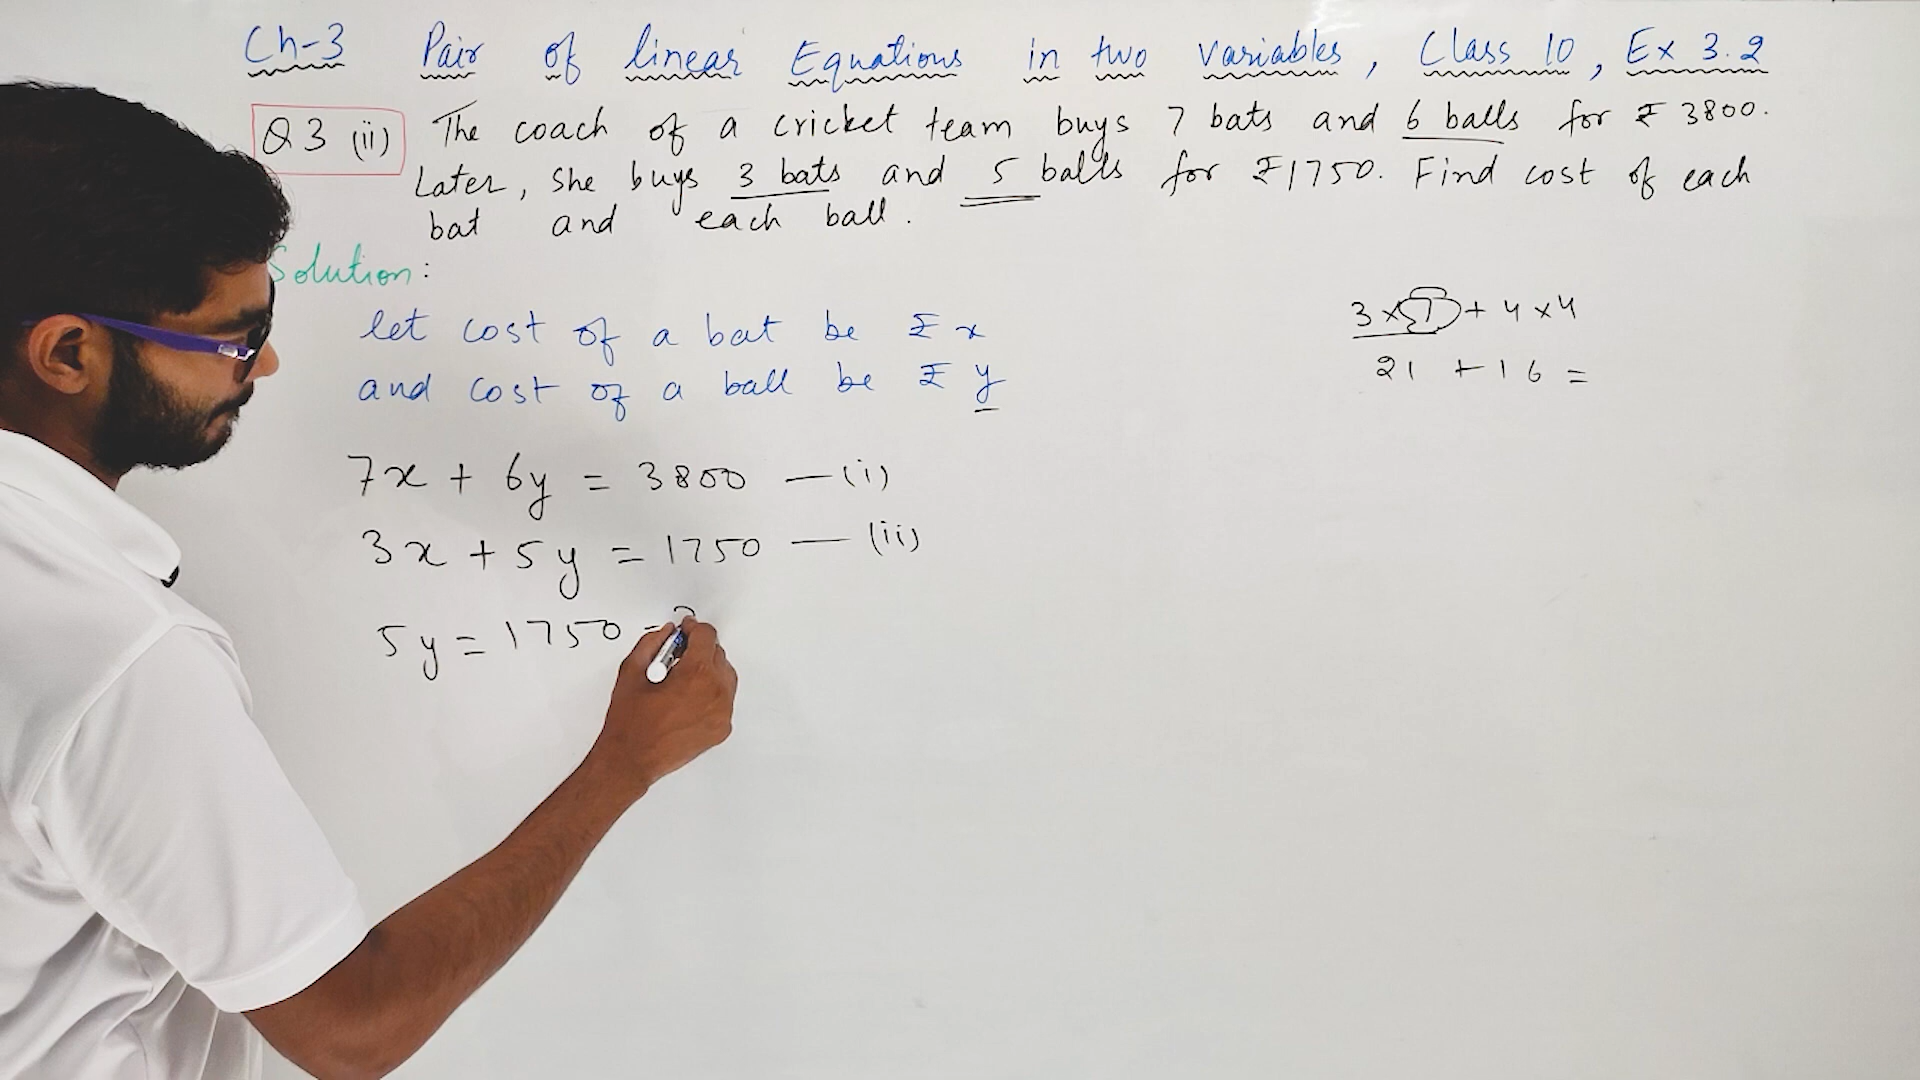 Ch-3 Pair of linear Equations in two variables, Class 10, Ex 3.2
Q3 (ii) The coach of a cricket team buys 7 bats and 6 balls for ₹ 3800.
Later, she buys 3 bats and 5 balls for ₹1750. Find cost of each
bat and each ball.
Solution:
let cost of a bat be ₹ x
and cost of a ball be ₹ y
7x + 6y = 3800 — (i)
3x + 5y = 1750 — (ii)
5y = 1750 -
3×7 + 4×4
21 + 16 =